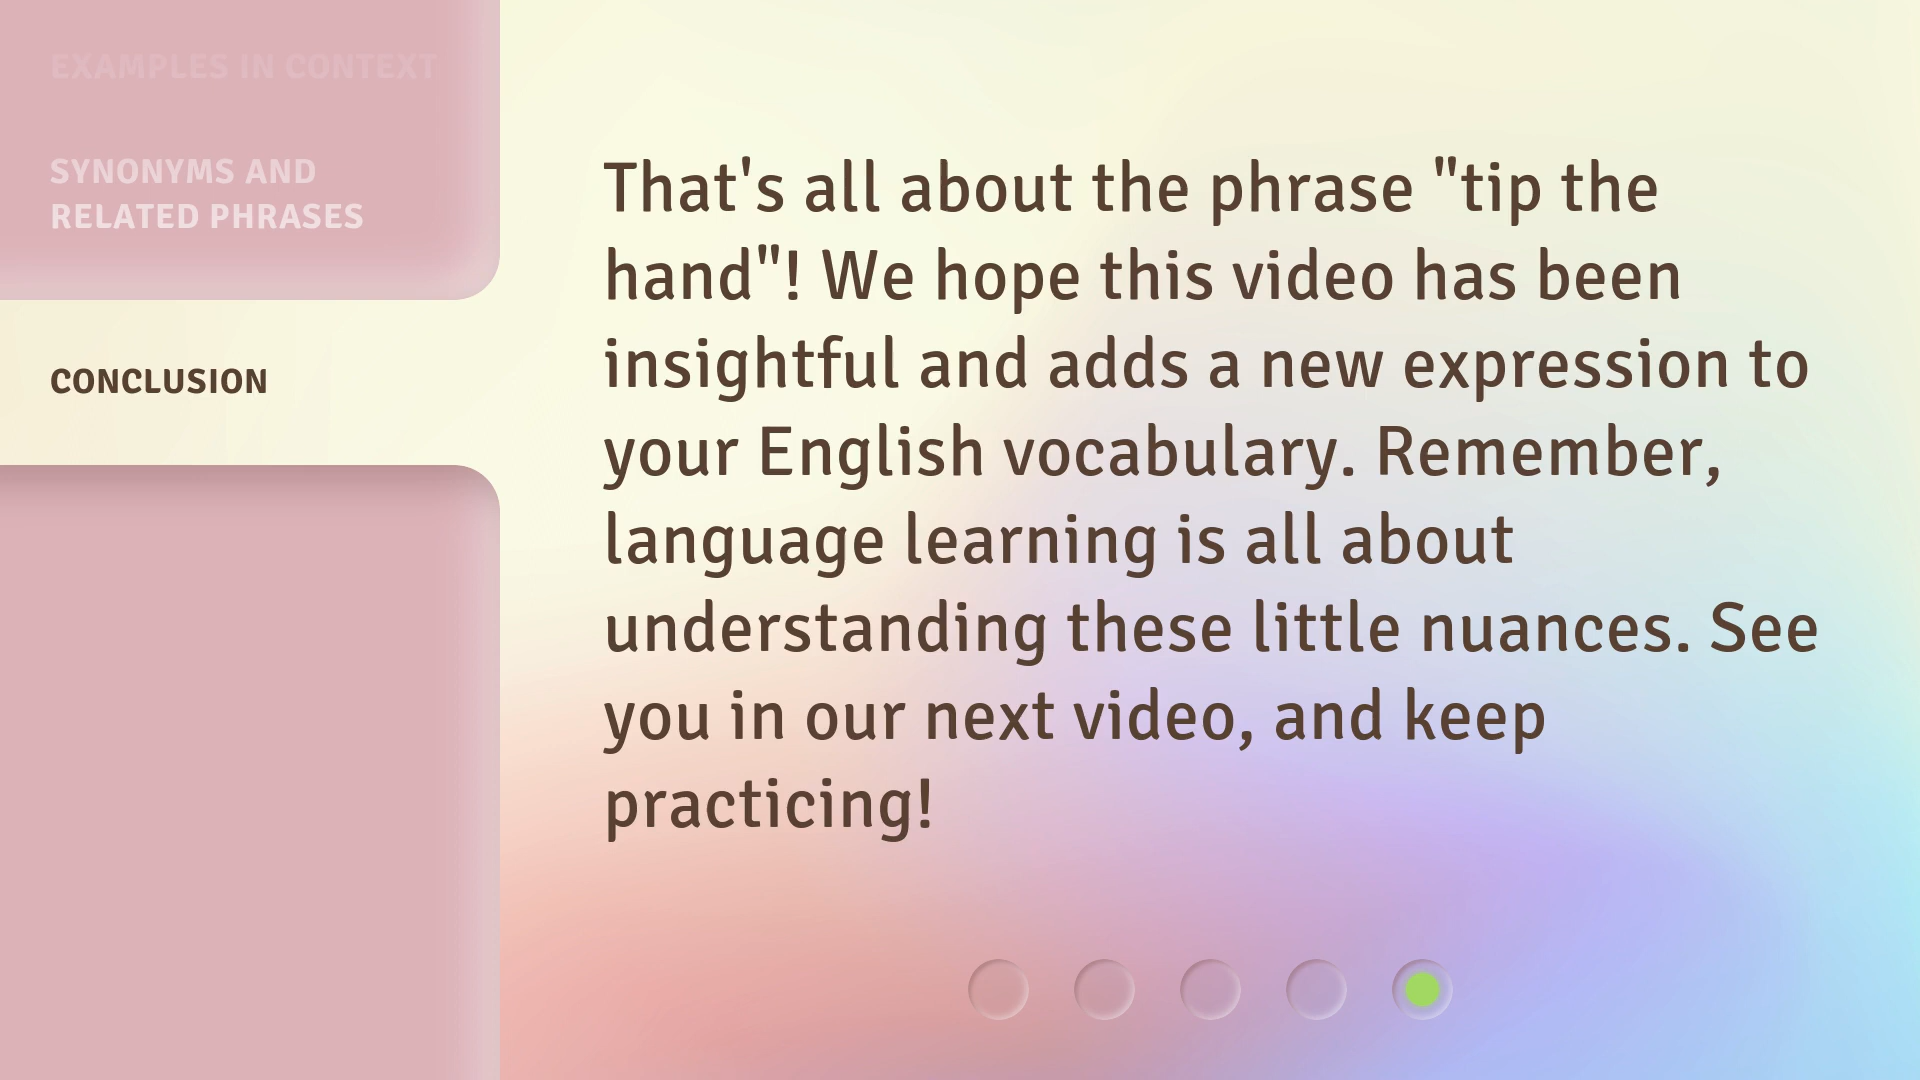 EXAMPLES IN CONTEXT
SYNONYMS AND
RELATED PHRASES
CONCLUSION
That's all about the phrase "tip the
hand"! We hope this video has been
insightful and adds a new expression to
your English vocabulary. Remember,
language learning is all about
understanding these little nuances. See
you in our next video, and keep
practicing!